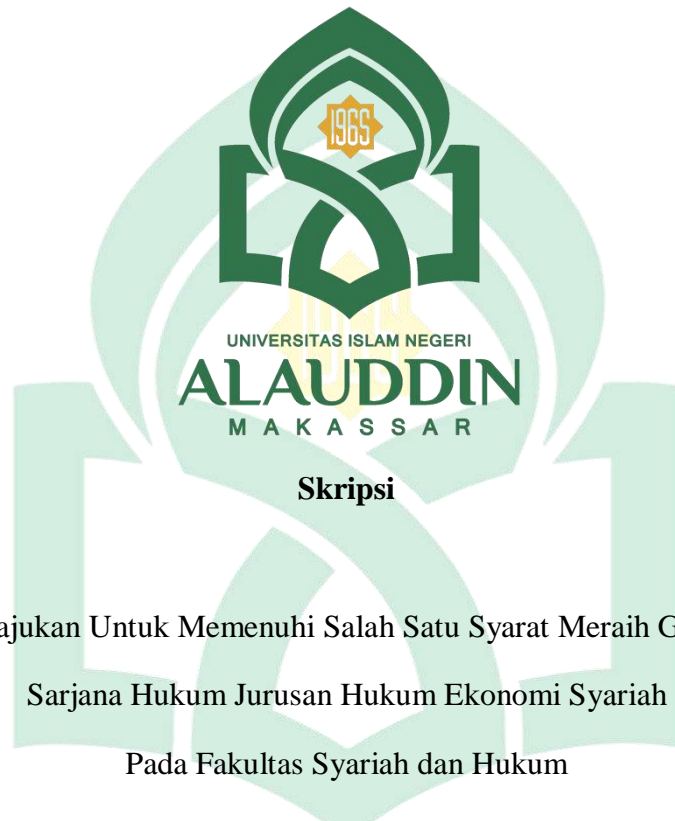 1965
UNIVERSITAS ISLAM NEGERI
ALAUDDIN
MAKASSAR
Skripsi
ajukan Untuk Memenuhi Salah Satu Syarat Meraih G
Sarjana Hukum Jurusan Hukum Ekonomi Syariah
Pada Fakultas Syariah dan Hukum